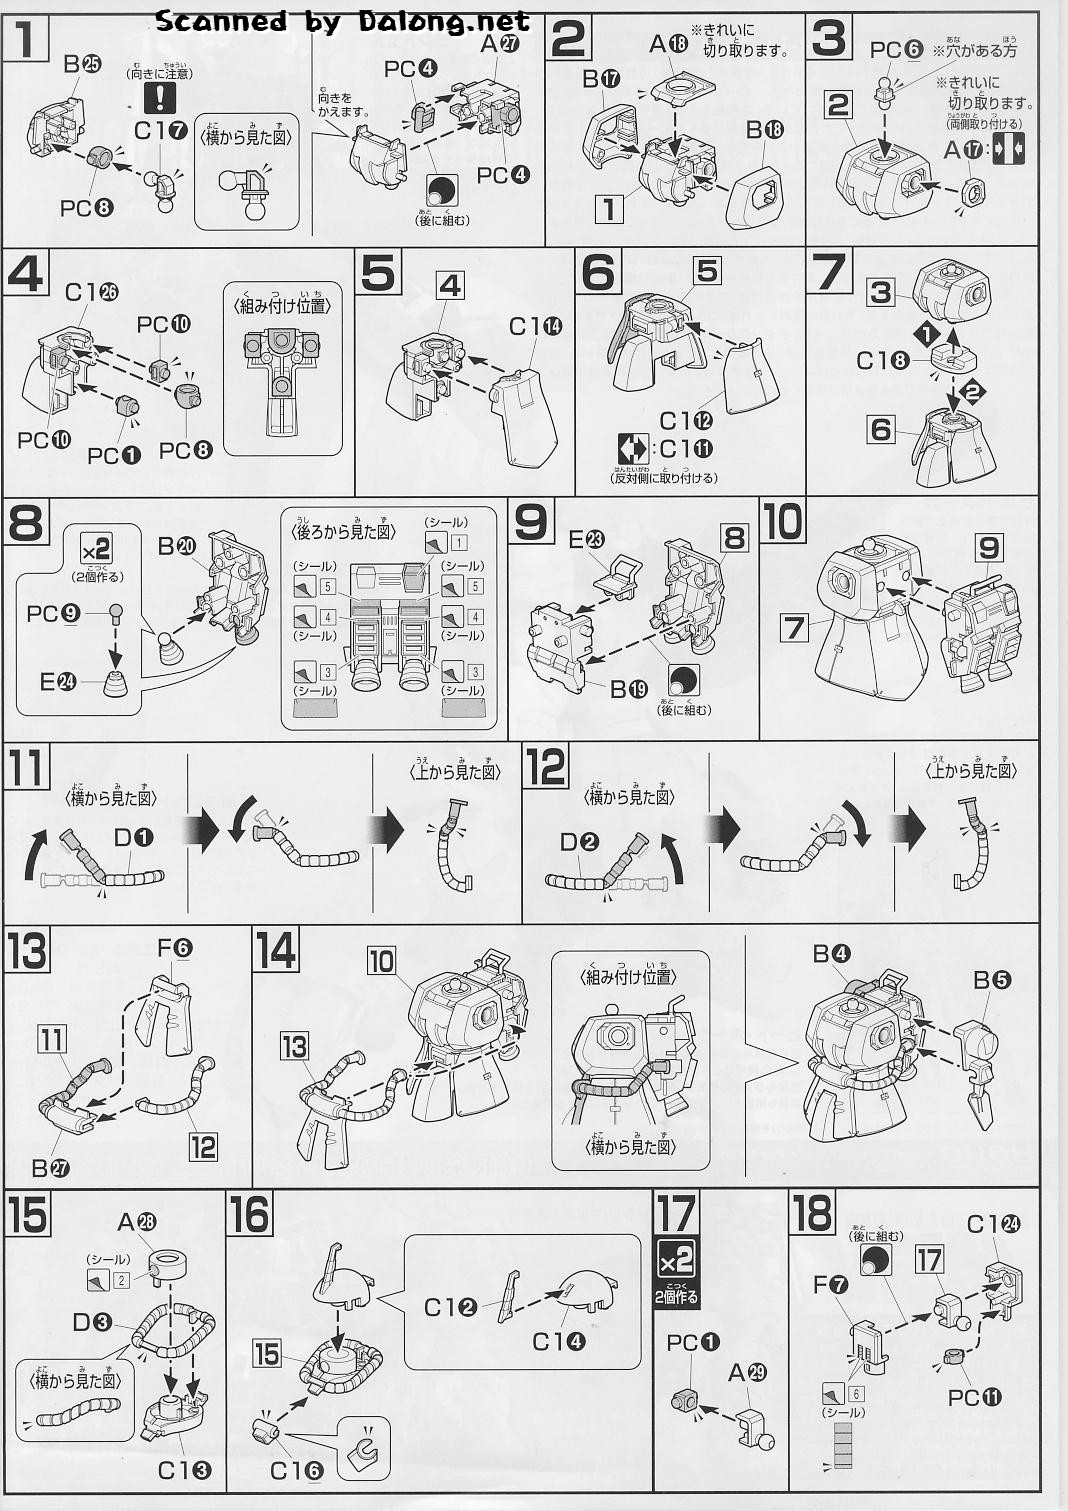 Scanned by Dalong.net
1
B25
(向きに注意)
!
C17
PC8
〈横から見た図〉
向きを
かえます。
PC4
A27
PC4
(後に組む)
2
※きれいに
切り取ります。
A18
B17
B18
1
3
PC6
※穴がある方
※きれいに
切り取ります。
(両側取り付ける)
A17:
2
4
C126
PC10
PC10
PC1
PC8
〈組み付け位置〉
5
4
C114
6
5
C112
:C111
(反対側に取り付ける)
7
3
1
C18
2
6
8
×2
(2個作る)
PC9
E24
B20
〈後ろから見た図〉
(シール)
1
(シール)
5
(シール)
5
4
(シール)
4
(シール)
3
(シール)
3
(シール)
9
E23
8
B19
(後に組む)
10
9
7
11
〈横から見た図〉
D1
〈上から見た図〉
12
〈横から見た図〉
D2
〈上から見た図〉
13
F6
11
12
B27
14
10
13
〈組み付け位置〉
〈横から見た図〉
B4
B5
15
A28
(シール)
2
D3
〈横から見た図〉
C13
16
15
C16
C12
C14
17
×2
2個作る
PC1
A29
18
(後に組む)
C124
17
F7
6
(シール)
PC11